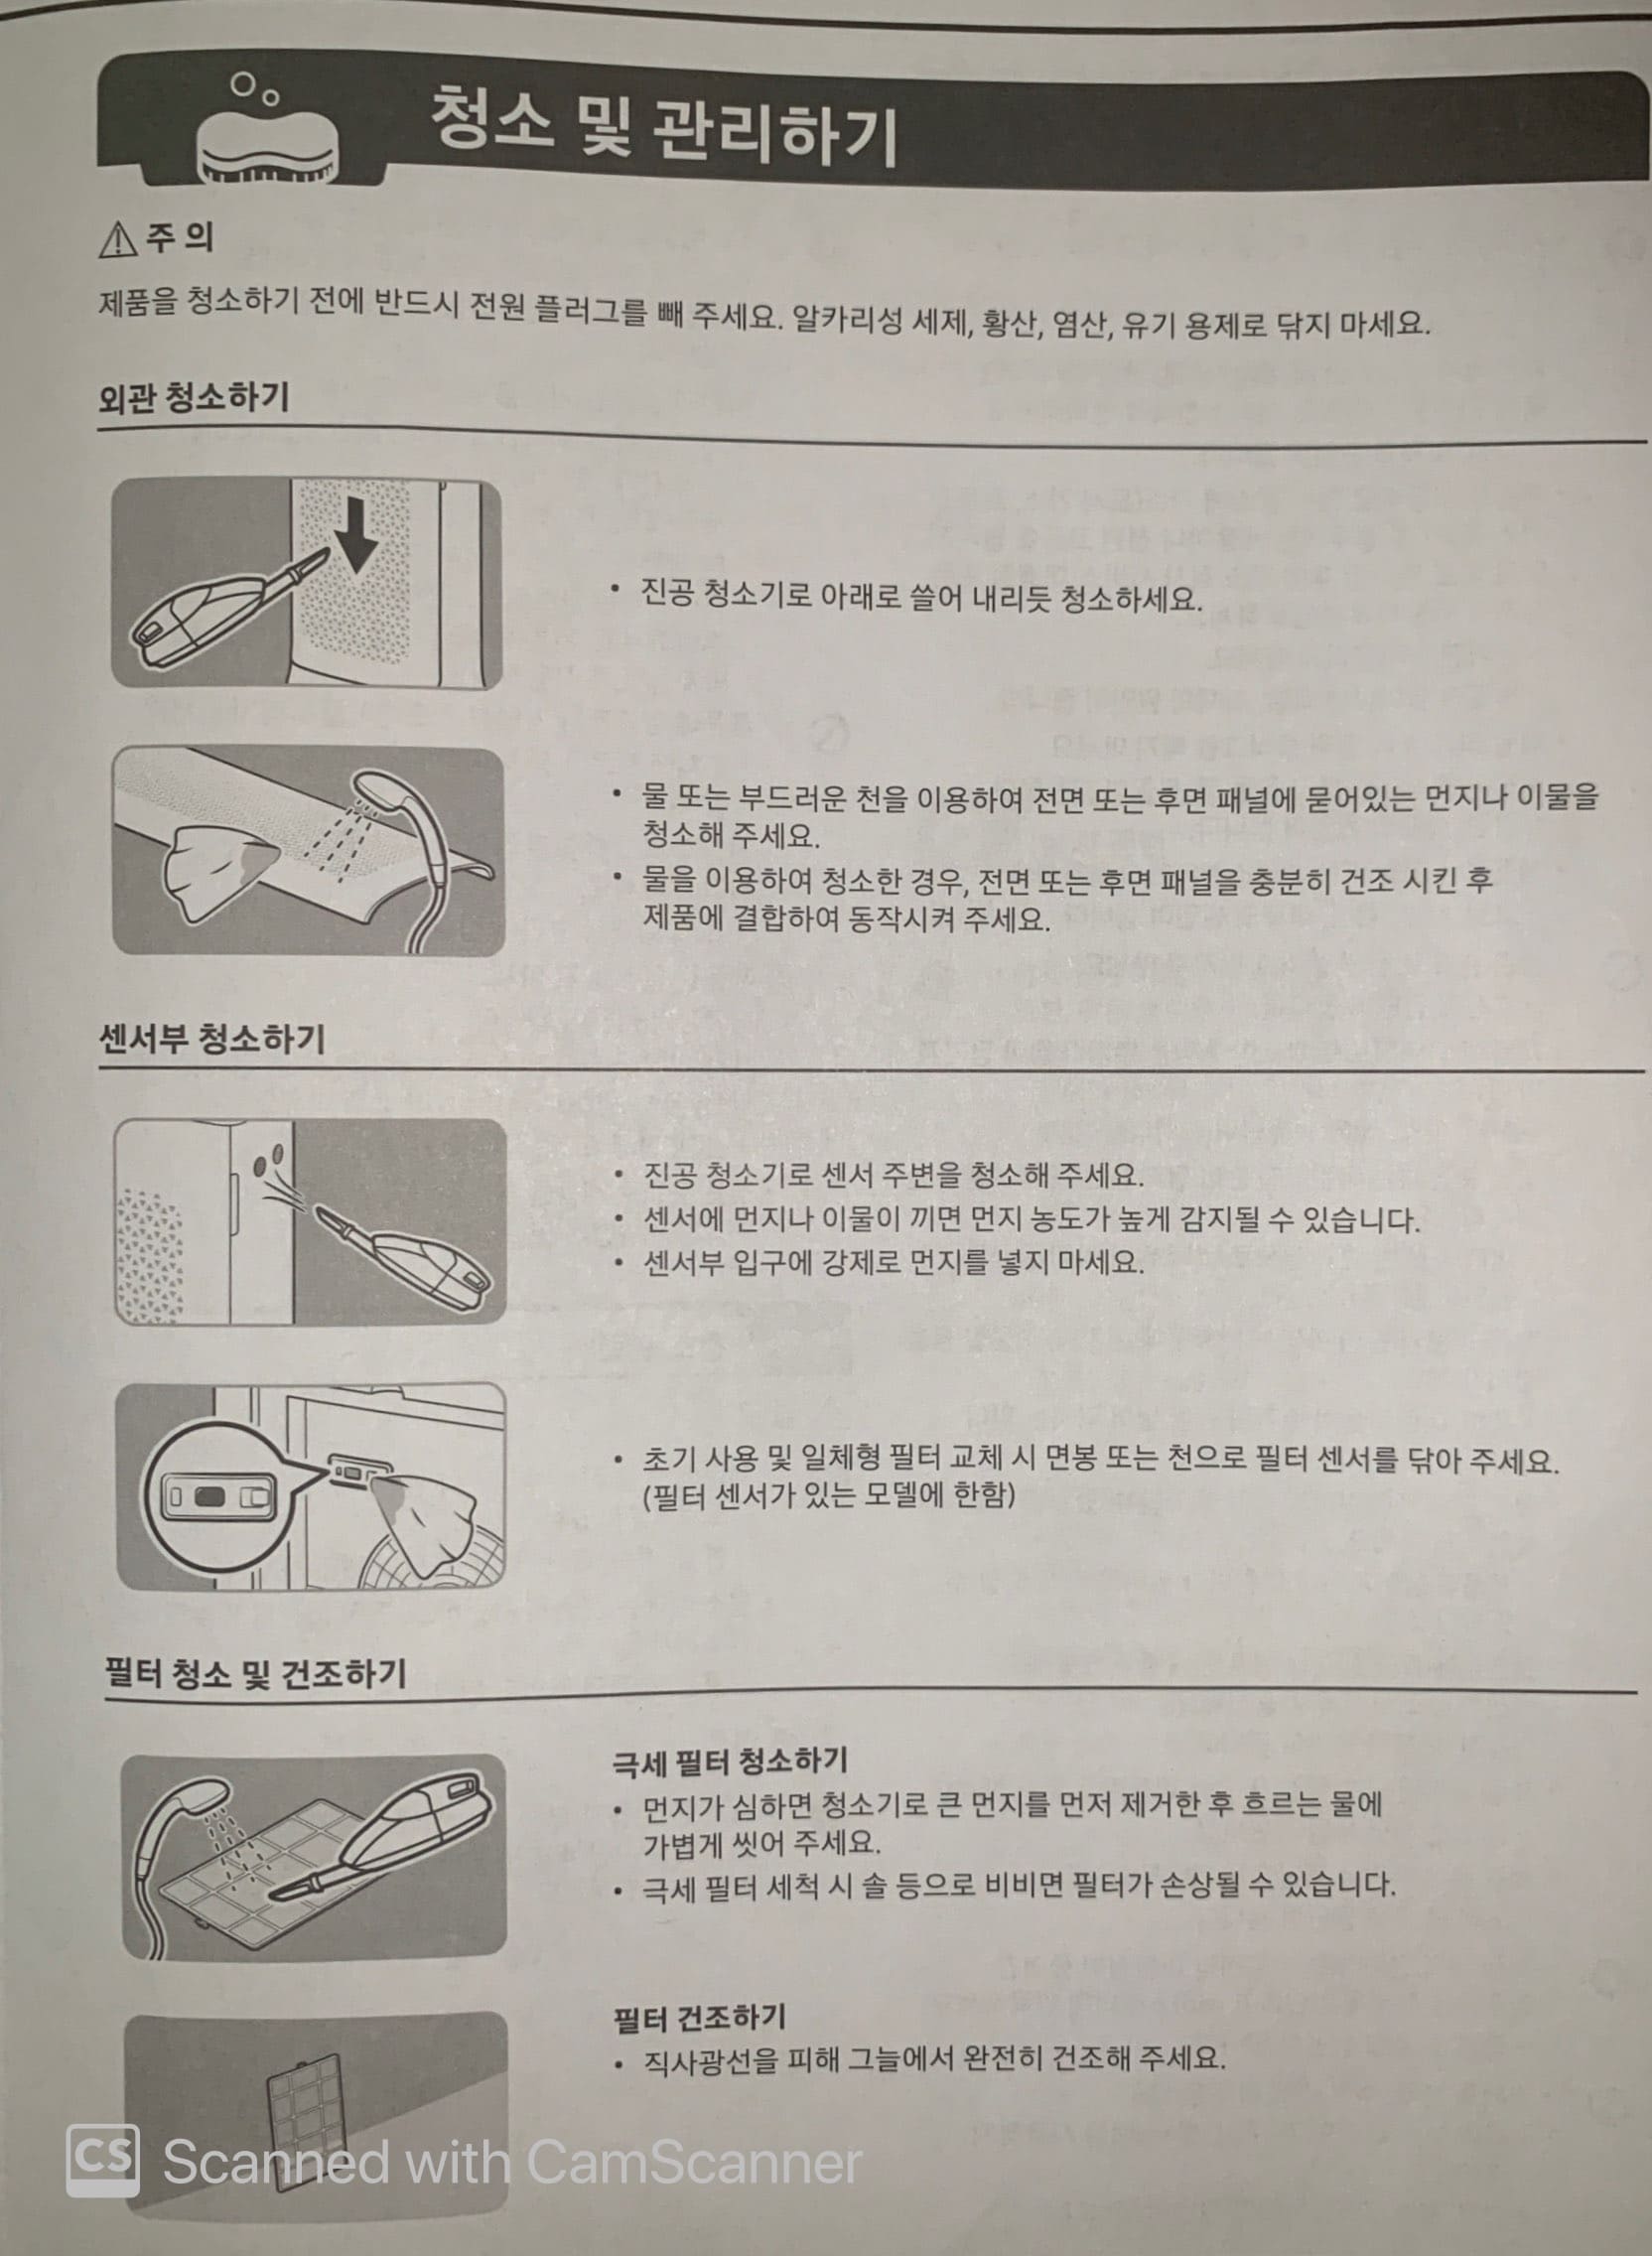 청소 및 관리하기
주 의
제품을 청소하기 전에 반드시 전원 플러그를 빼 주세요. 알카리성 세제, 황산, 염산, 유기 용제로 닦지 마세요.
외관 청소하기
• 진공 청소기로 아래로 쓸어 내리듯 청소하세요.
• 물 또는 부드러운 천을 이용하여 전면 또는 후면 패널에 묻어있는 먼지나 이물을
청소해 주세요.
• 물을 이용하여 청소한 경우, 전면 또는 후면 패널을 충분히 건조 시킨 후
제품에 결합하여 동작시켜 주세요.
센서부 청소하기
• 진공 청소기로 센서 주변을 청소해 주세요.
• 센서에 먼지나 이물이 끼면 먼지 농도가 높게 감지될 수 있습니다.
• 센서부 입구에 강제로 먼지를 넣지 마세요.
• 초기 사용 및 일체형 필터 교체 시 면봉 또는 천으로 필터 센서를 닦아 주세요.
(필터 센서가 있는 모델에 한함)
필터 청소 및 건조하기
극세 필터 청소하기
• 먼지가 심하면 청소기로 큰 먼지를 먼저 제거한 후 흐르는 물에
가볍게 씻어 주세요.
• 극세 필터 세척 시 솔 등으로 비비면 필터가 손상될 수 있습니다.
필터 건조하기
• 직사광선을 피해 그늘에서 완전히 건조해 주세요.
CS Scanned with CamScanner